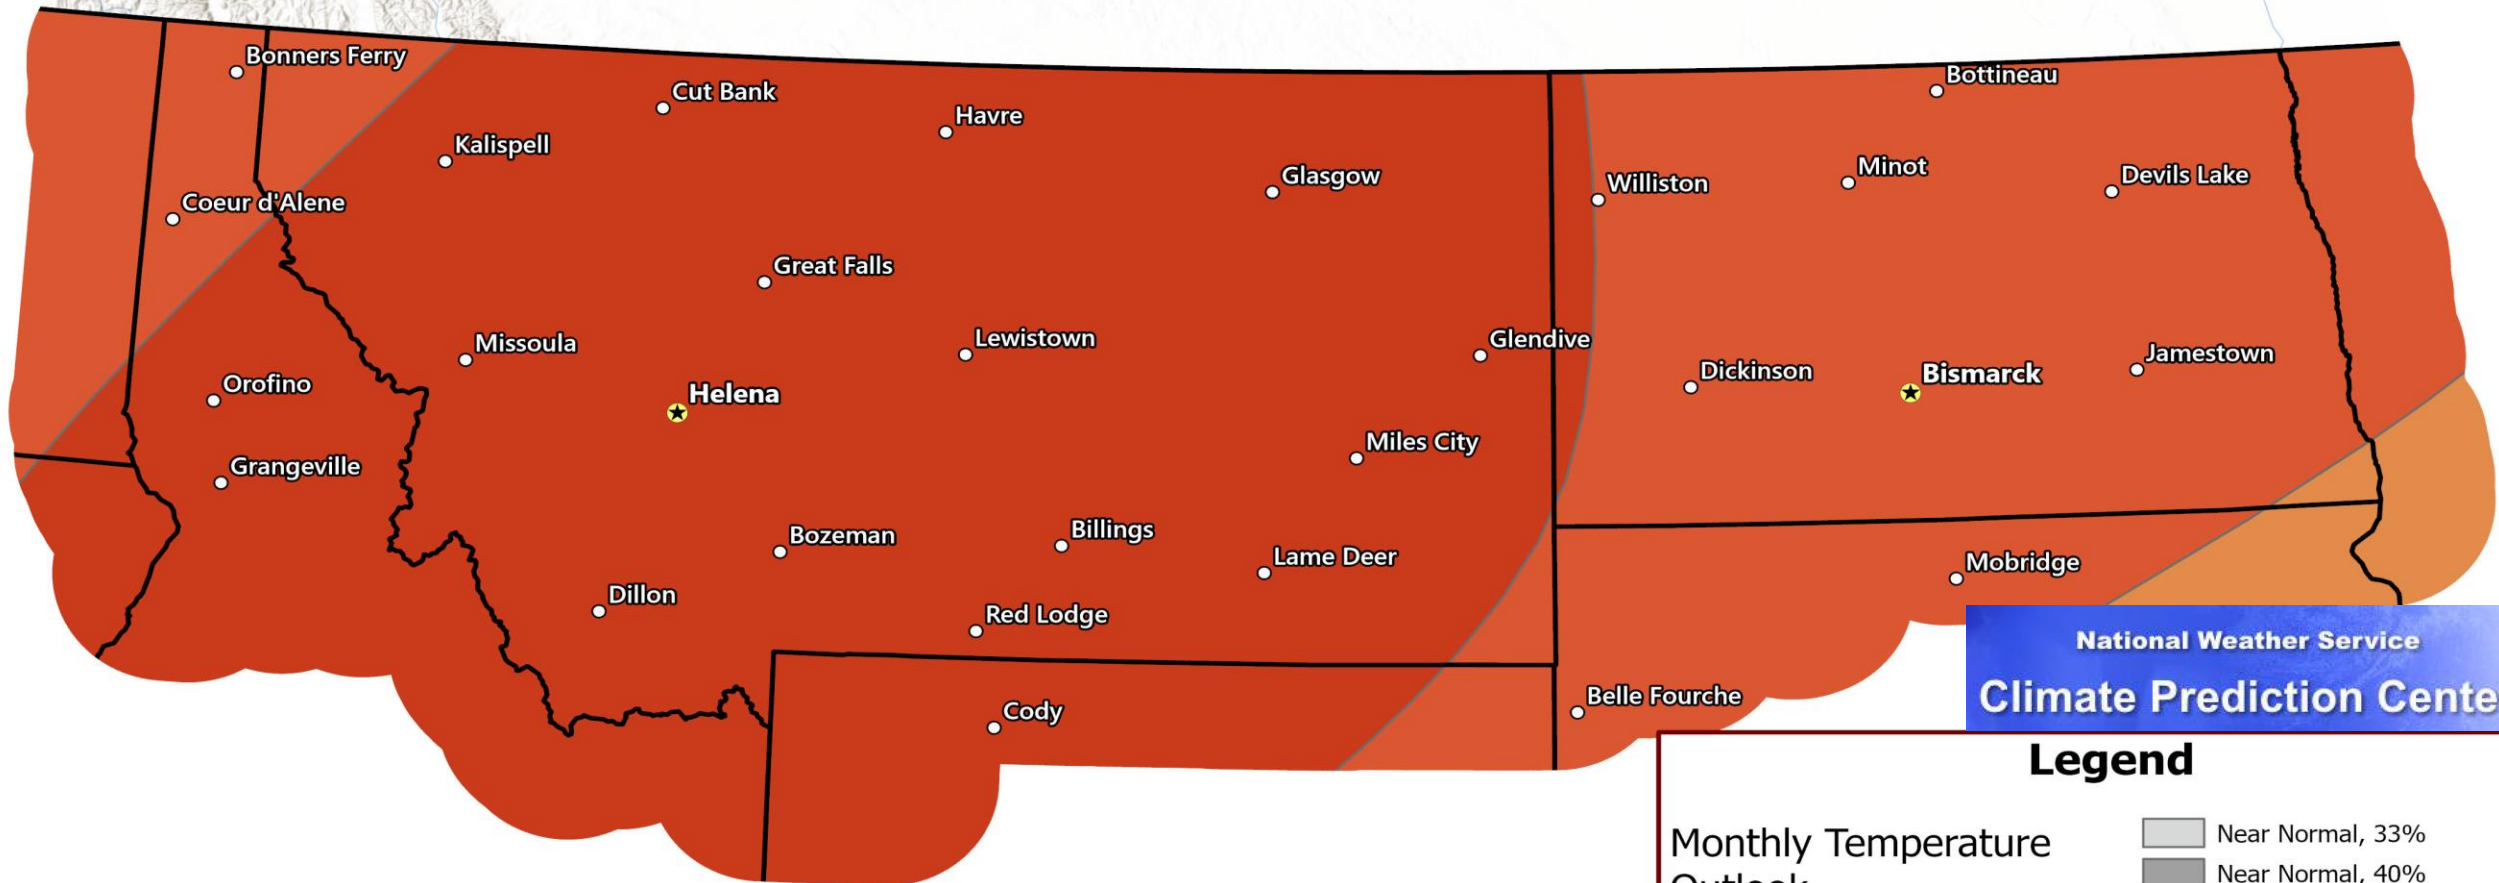 Bonners Ferry
Bottineau
Cut Bank
Havre
Kalispell
Minot
Glasgow
Williston
Devils Lake
Coeur d'Alene
Great Falls
Missoula
Lewistown
Glendive
Jamestown
Dickinson
Bismarck
Orofino
Helena
Miles City
Grangeville
Bozeman
Billings
Lame Deer
Mobridge
Dillon
Red Lodge
National Weather Service
Climate Prediction Cente
Belle Fourche
Cody
Legend
Monthly Temperature
Outlook
Near Normal, 33%
Near Normal, 40%